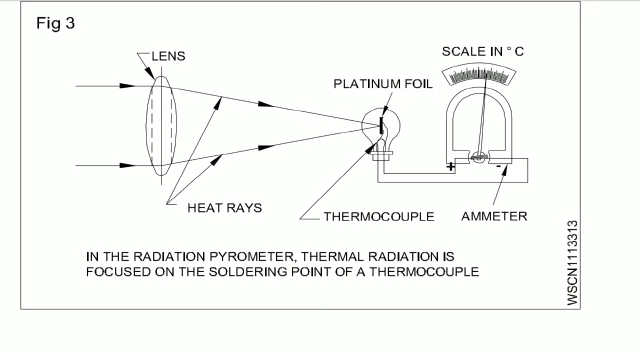 Fig 3
LENS
SCALE IN ° C
PLATINUM FOIL
+
-
HEAT RAYS
THERMOCOUPLE
AMMETER
IN THE RADIATION PYROMETER, THERMAL RADIATION IS
FOCUSED ON THE SOLDERING POINT OF A THERMOCOUPLE
WSCN1113313